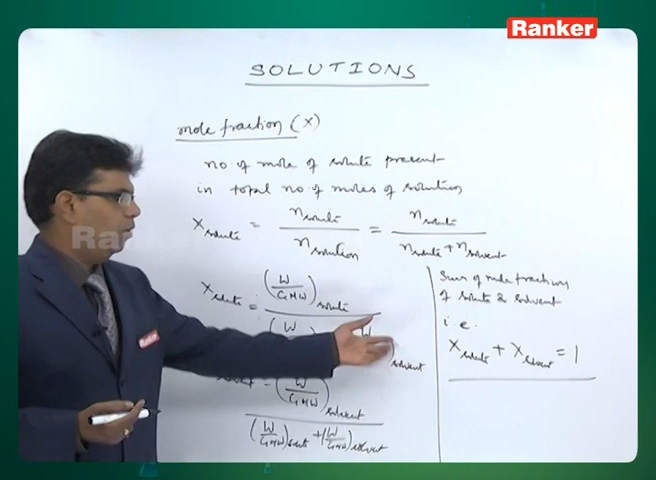 Ranker
SOLUTIONS
mole fraction (X)
no of mole of solute present
in total no of moles of solution
X solute = n solute / n solution = n solute / n solute + n solvent
Ranker
X solute = (W/GMW) solute
(W W
) solvent
= (W/GMW) solvent
(W/GMW) solute + (W/GMW) solvent
Sum of mole fractions
of solute & solvent
i.e.
X solute + X solvent = 1